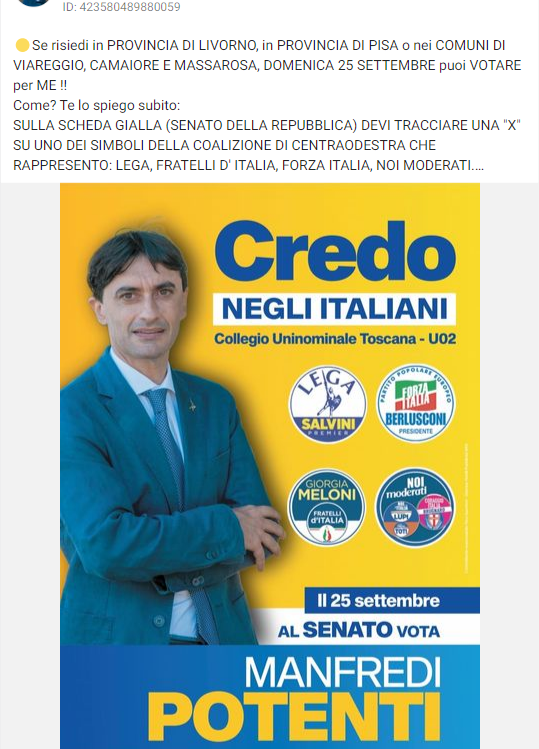 ID: 423580489880059
Se risiedi in PROVINCIA DI LIVORNO, in PROVINCIA DI PISA o nei COMUNI DI
VIAREGGIO, CAMAIORE E MASSAROSA, DOMENICA 25 SETTEMBRE puoi VOTARE
per ME !!
Come? Te lo spiego subito:
SULLA SCHEDA GIALLA (SENATO DELLA REPUBBLICA) DEVI TRACCIARE UNA "X"
SU UNO DEI SIMBOLI DELLA COALIZIONE DI CENTRAODESTRA CHE
RAPPRESENTO: LEGA, FRATELLI D' ITALIA, FORZA ITALIA, NOI MODERATI....
Credo
NEGLI ITALIANI
Collegio Uninominale Toscana - U02
LEGA
SALVINI
PREMIER
PARTITO POPOLARE EUROPEO
FORZA
ITALIA
BERLUSCONI
PRESIDENTE
GIORGIA
MELONI
FRATELLI
d'ITALIA
NOI
moderati
LUPI
TOTI
Il 25 settembre
AL SENATO VOTA
MANFREDI
POTENTI